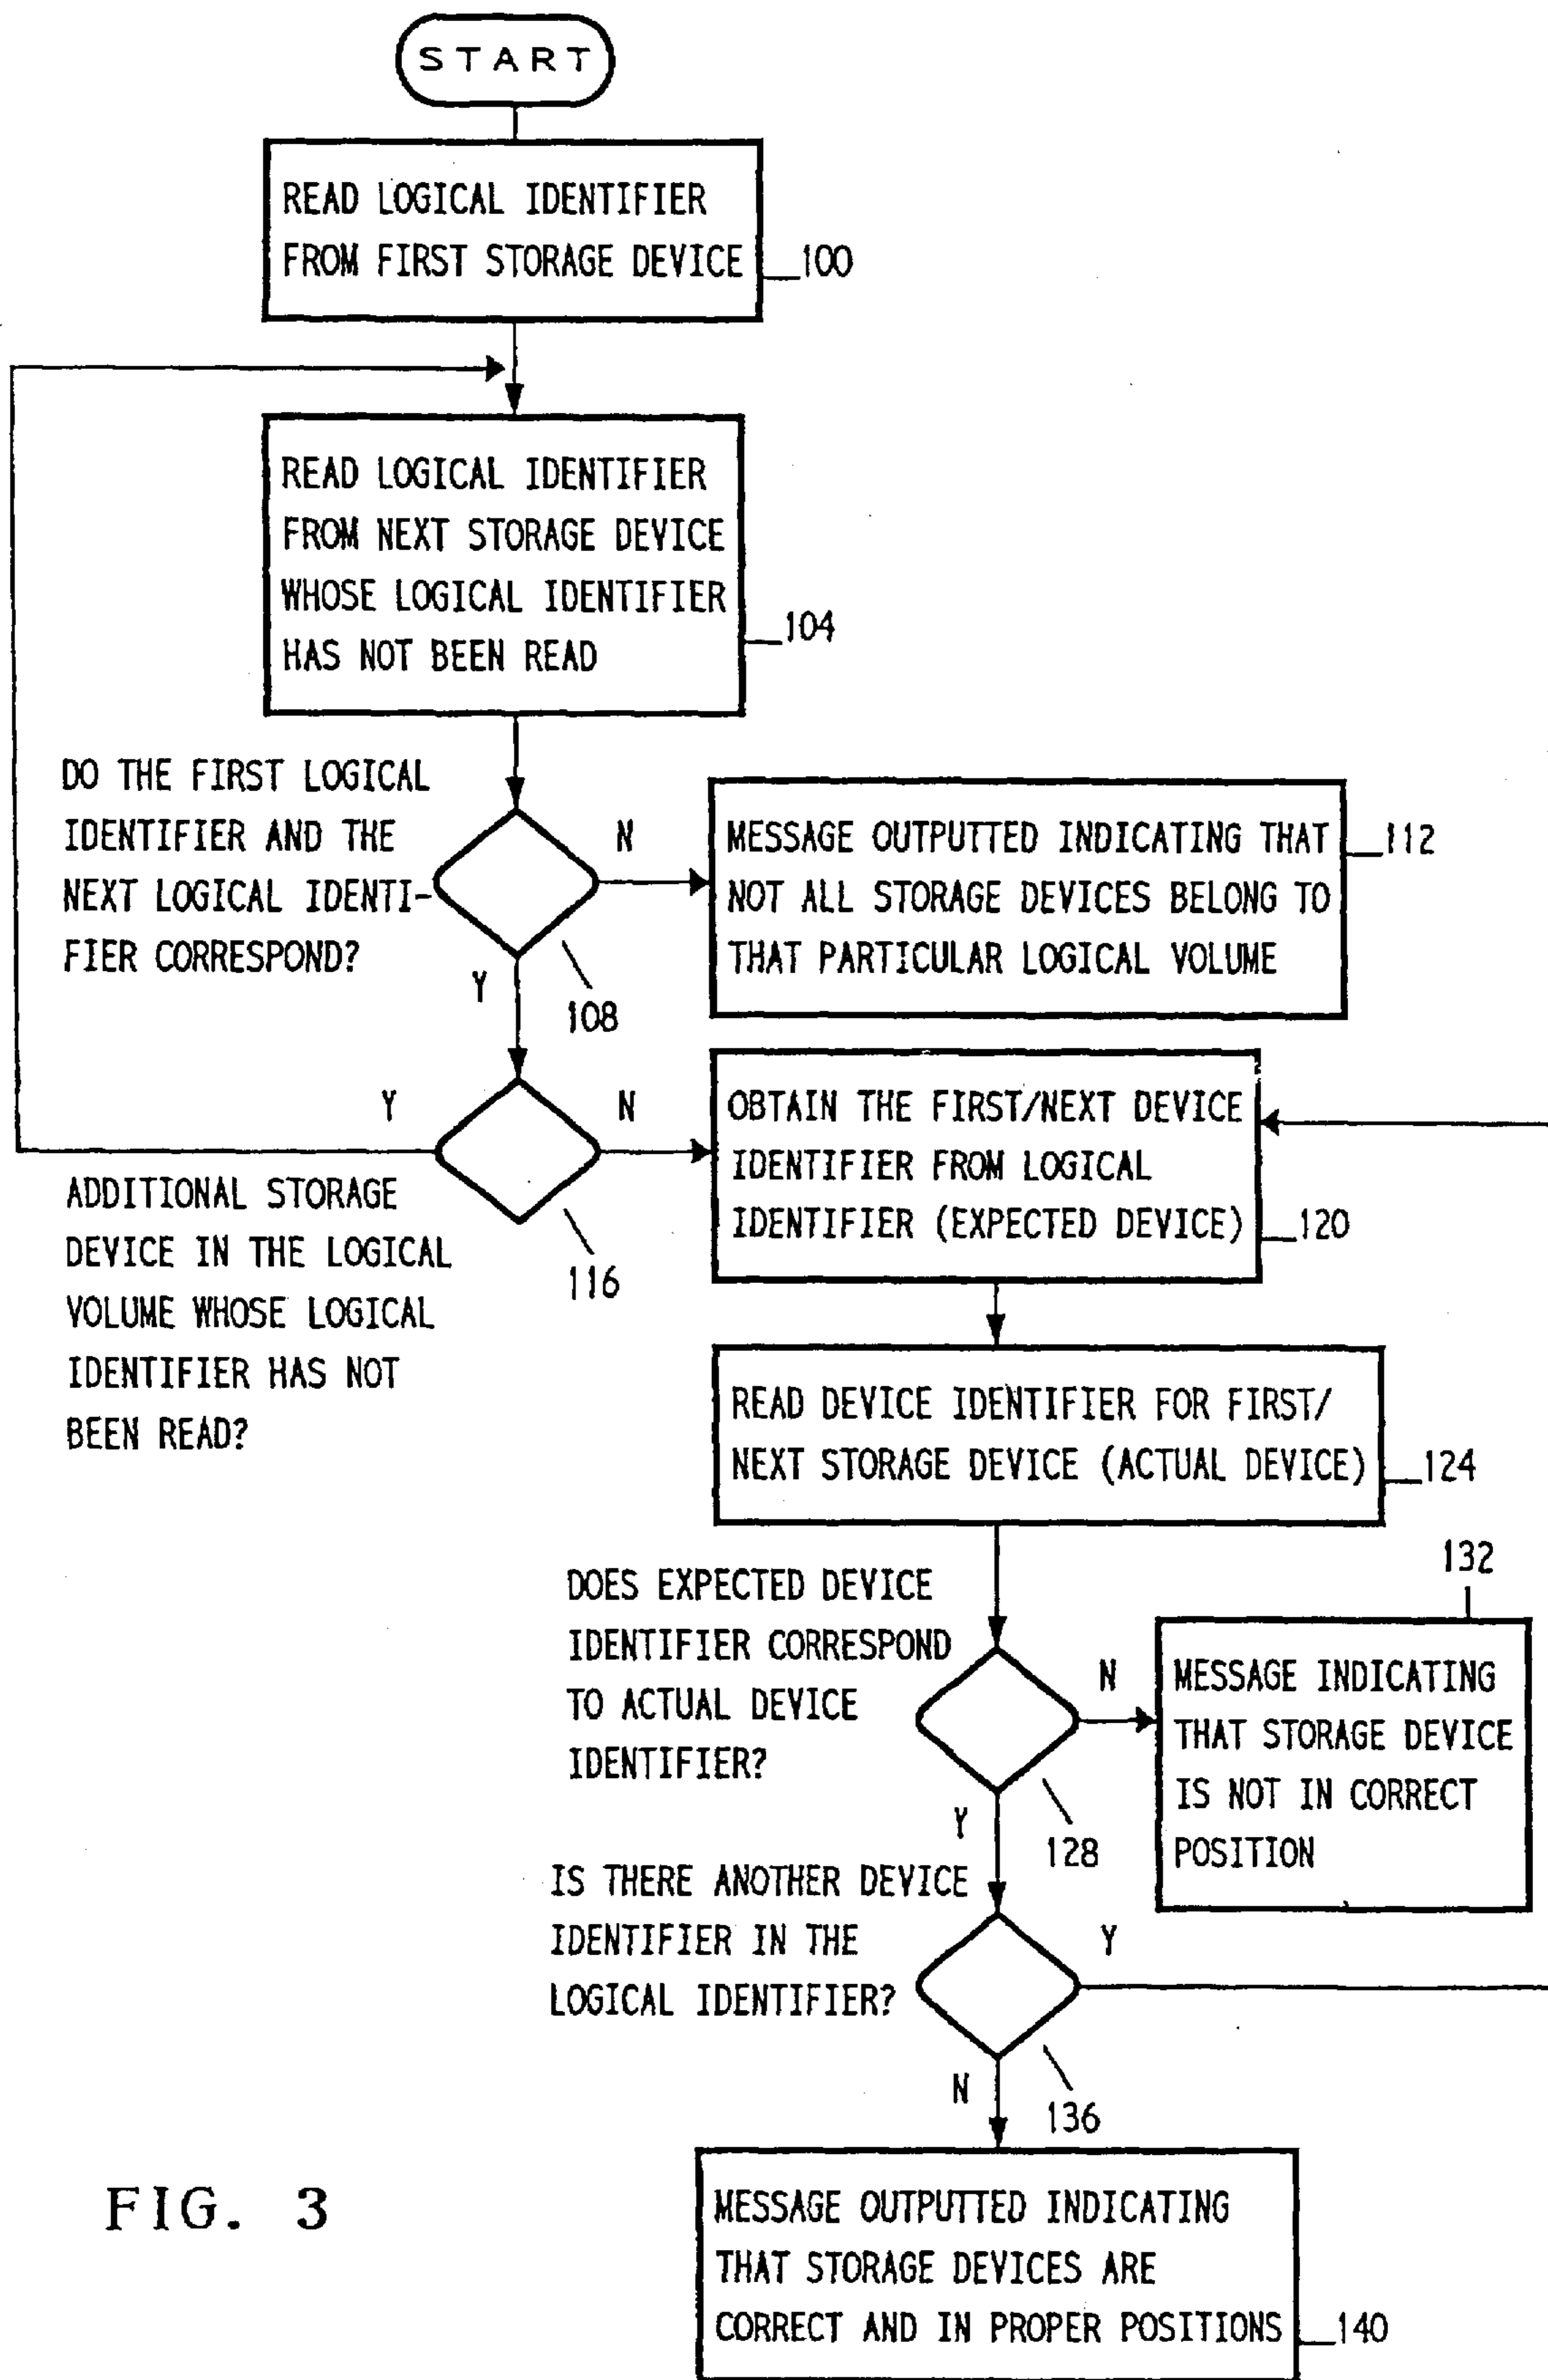 START
READ LOGICAL IDENTIFIER
FROM FIRST STORAGE DEVICE
100
READ LOGICAL IDENTIFIER
FROM NEXT STORAGE DEVICE
WHOSE LOGICAL IDENTIFIER
HAS NOT BEEN READ
104
DO THE FIRST LOGICAL
IDENTIFIER AND THE
NEXT LOGICAL IDENTI-
FIER CORRESPOND?
N
Y
108
MESSAGE OUTPUTTED INDICATING THAT
NOT ALL STORAGE DEVICES BELONG TO
THAT PARTICULAR LOGICAL VOLUME
112
Y
N
ADDITIONAL STORAGE
DEVICE IN THE LOGICAL
VOLUME WHOSE LOGICAL
IDENTIFIER HAS NOT
BEEN READ?
116
OBTAIN THE FIRST/NEXT DEVICE
IDENTIFIER FROM LOGICAL
IDENTIFIER (EXPECTED DEVICE)
120
READ DEVICE IDENTIFIER FOR FIRST/
NEXT STORAGE DEVICE (ACTUAL DEVICE)
124
DOES EXPECTED DEVICE
IDENTIFIER CORRESPOND
TO ACTUAL DEVICE
IDENTIFIER?
N
Y
128
132
MESSAGE INDICATING
THAT STORAGE DEVICE
IS NOT IN CORRECT
POSITION
IS THERE ANOTHER DEVICE
IDENTIFIER IN THE
LOGICAL IDENTIFIER?
Y
N
136
MESSAGE OUTPUTTED INDICATING
THAT STORAGE DEVICES ARE
CORRECT AND IN PROPER POSITIONS
140
FIG. 3